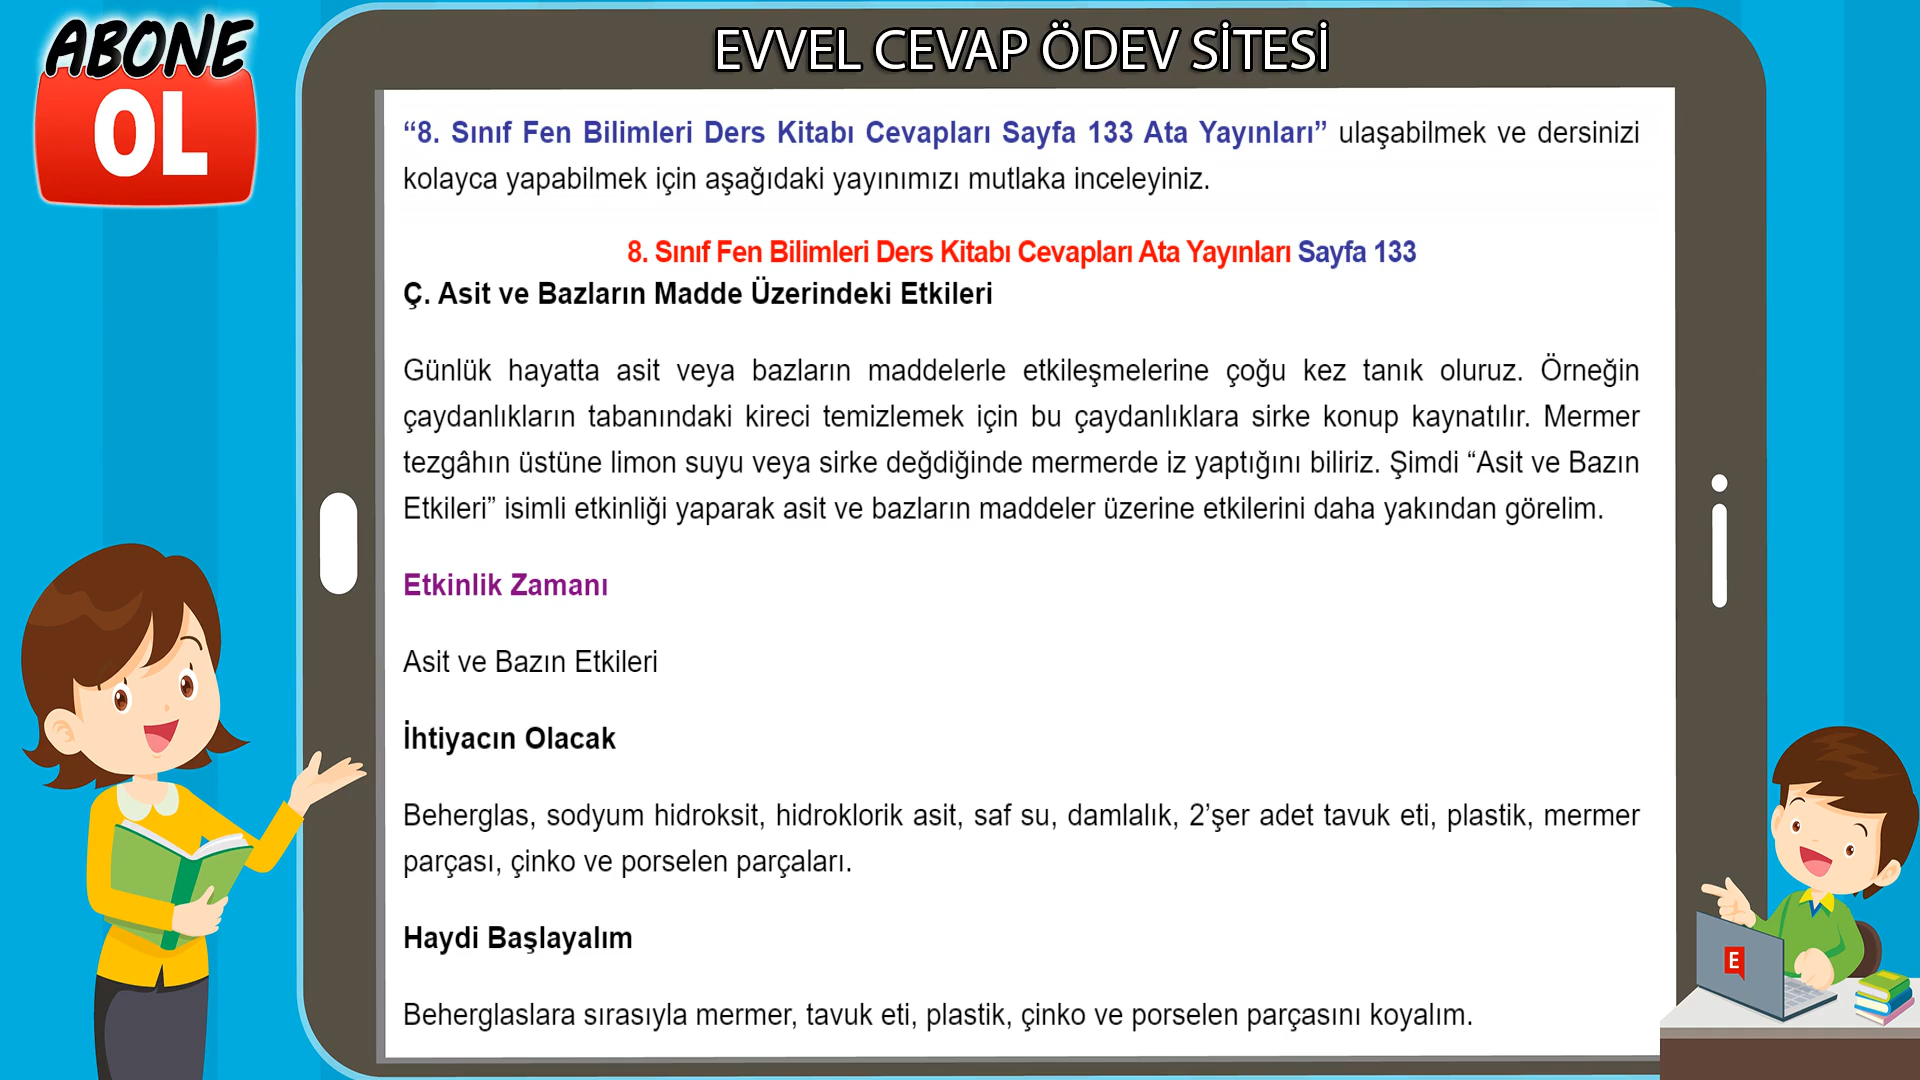 ABONE
OL
EVVEL CEVAP ÖDEV SİTESİ
“8. Sınıf Fen Bilimleri Ders Kitabı Cevapları Sayfa 133 Ata Yayınları” ulaşabilmek ve dersinizi
kolayca yapabilmek için aşağıdaki yayınımızı mutlaka inceleyiniz.
8. Sınıf Fen Bilimleri Ders Kitabı Cevapları Ata Yayınları Sayfa 133
Ç. Asit ve Bazların Madde Üzerindeki Etkileri
Günlük hayatta asit veya bazların maddelerle etkileşmelerine çoğu kez tanık oluruz. Örneğin
çaydanlıkların tabanındaki kireci temizlemek için bu çaydanlıklara sirke konup kaynatılır. Mermer
tezgâhın üstüne limon suyu veya sirke değdiğinde mermerde iz yaptığını biliriz. Şimdi “Asit ve Bazın
Etkileri” isimli etkinliği yaparak asit ve bazların maddeler üzerine etkilerini daha yakından görelim.
Etkinlik Zamanı
Asit ve Bazın Etkileri
İhtiyacın Olacak
Beherglas, sodyum hidroksit, hidroklorik asit, saf su, damlalık, 2’şer adet tavuk eti, plastik, mermer
parçası, çinko ve porselen parçaları.
Haydi Başlayalım
Beherglaslara sırasıyla mermer, tavuk eti, plastik, çinko ve porselen parçasını koyalım.
E